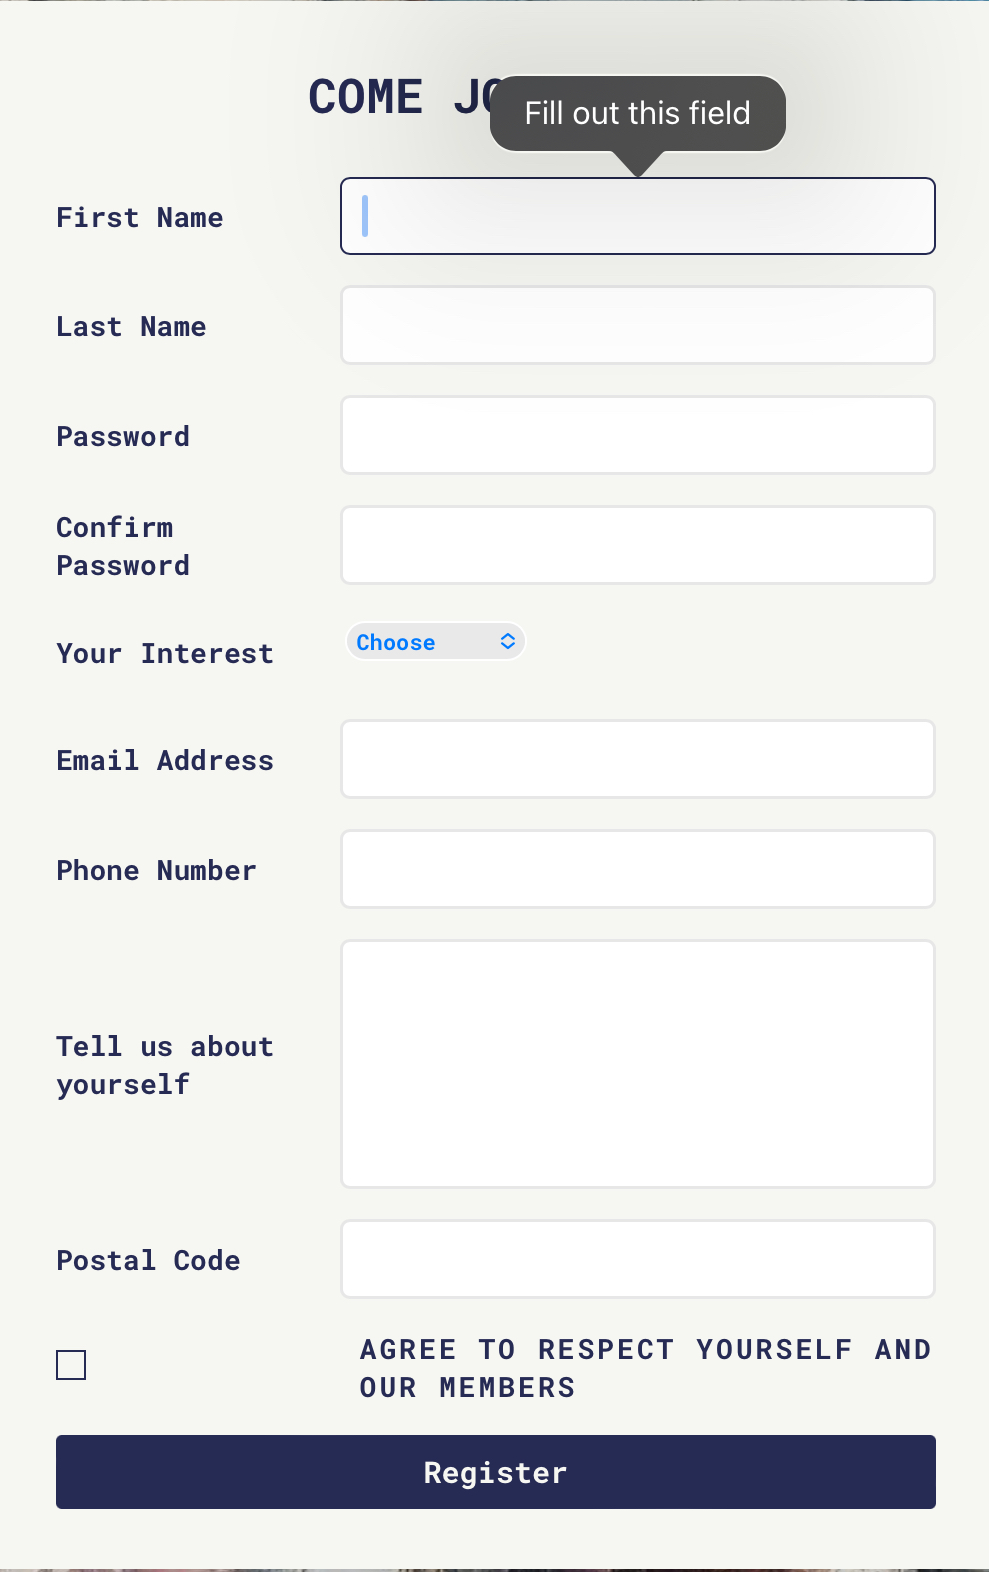 COME
Fill out this field
First Name
Last Name
Password
Confirm
Password
Your Interest
Choose
Email Address
Phone Number
Tell us about
yourself
Postal Code
AGREE TO RESPECT YOURSELF AND
OUR MEMBERS
Register